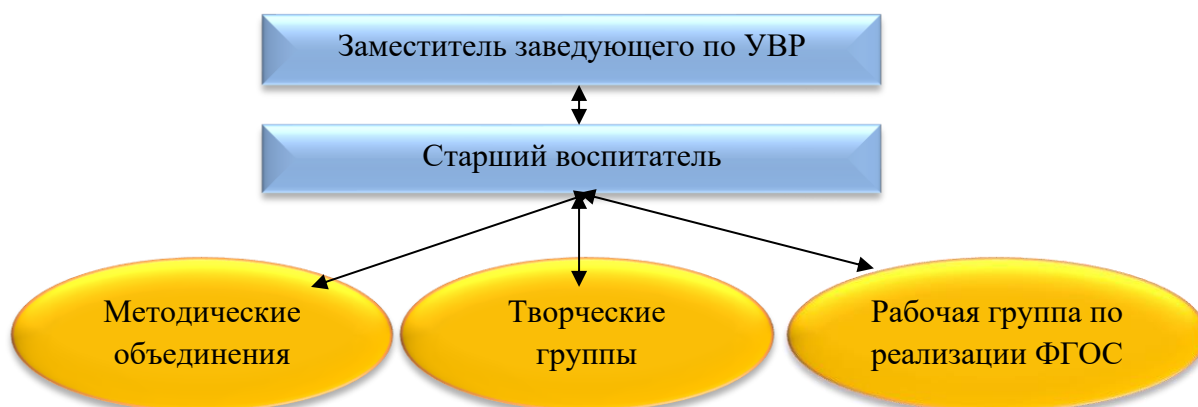 Заместитель заведующего по УВР
Старший воспитатель
Методические
объединения
Творческие
группы
Рабочая группа по
реализации ФГОС